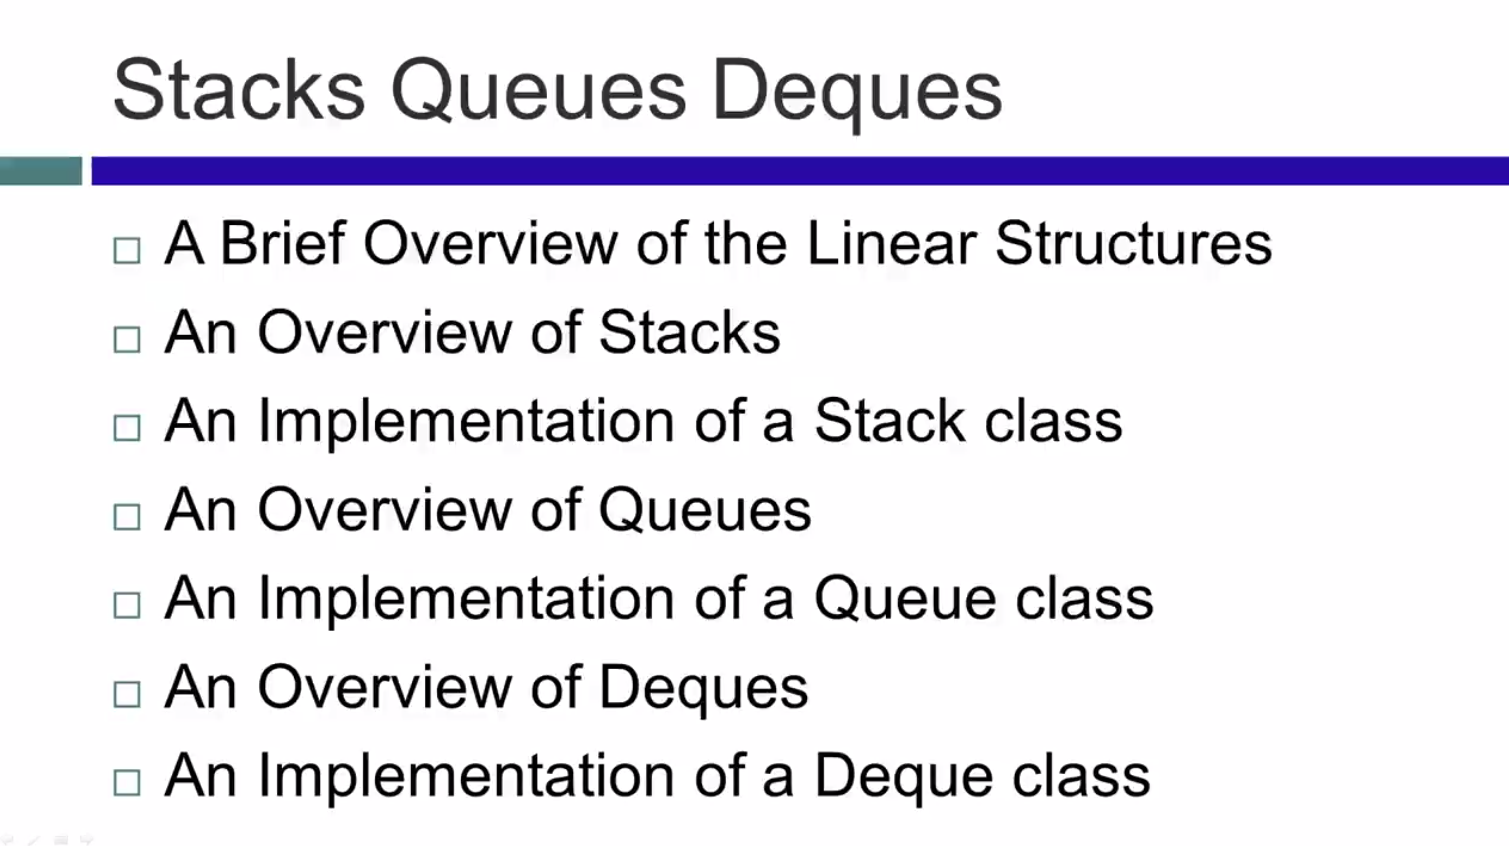 Stacks Queues Deques
A Brief Overview of the Linear Structures
An Overview of Stacks
An Implementation of a Stack class
An Overview of Queues
An Implementation of a Queue class
An Overview of Deques
An Implementation of a Deque class